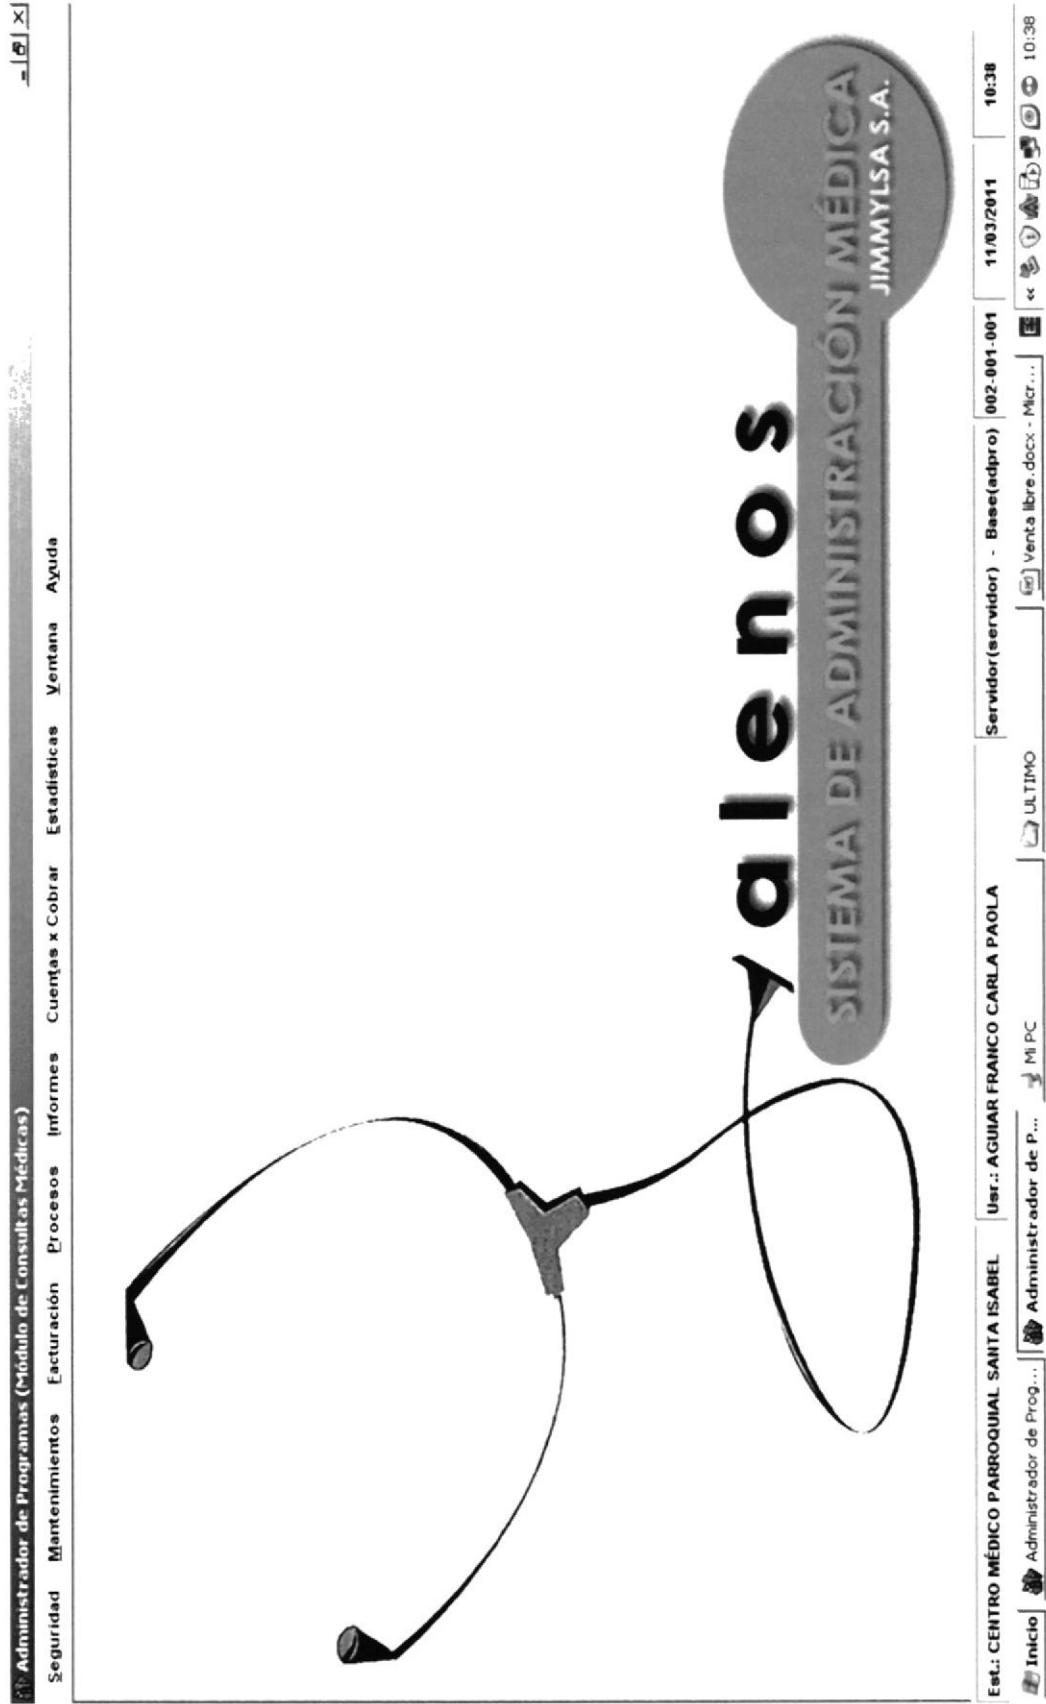 Administrador de Programas (Módulo de Consultas Médicas)
Seguridad Mantenimientos Facturación Procesos Informes Cuentas x Cobrar Estadísticas Ventana Ayuda
alenos
SISTEMA DE ADMINISTRACIÓN MÉDICA
JIMMYLSA S.A.
Est.: CENTRO MÉDICO PARROQUIAL SANTA ISABEL Usr.: AGUIAR FRANCO CARLA PAOLA Servidor(servidor) - Base(adpro) 002-001-001 11/03/2011 10:38
Inicio Administrador de Prog... Administrador de P... Mi PC ULTIMO Venta libre.docx - Micr... ES « 10:38